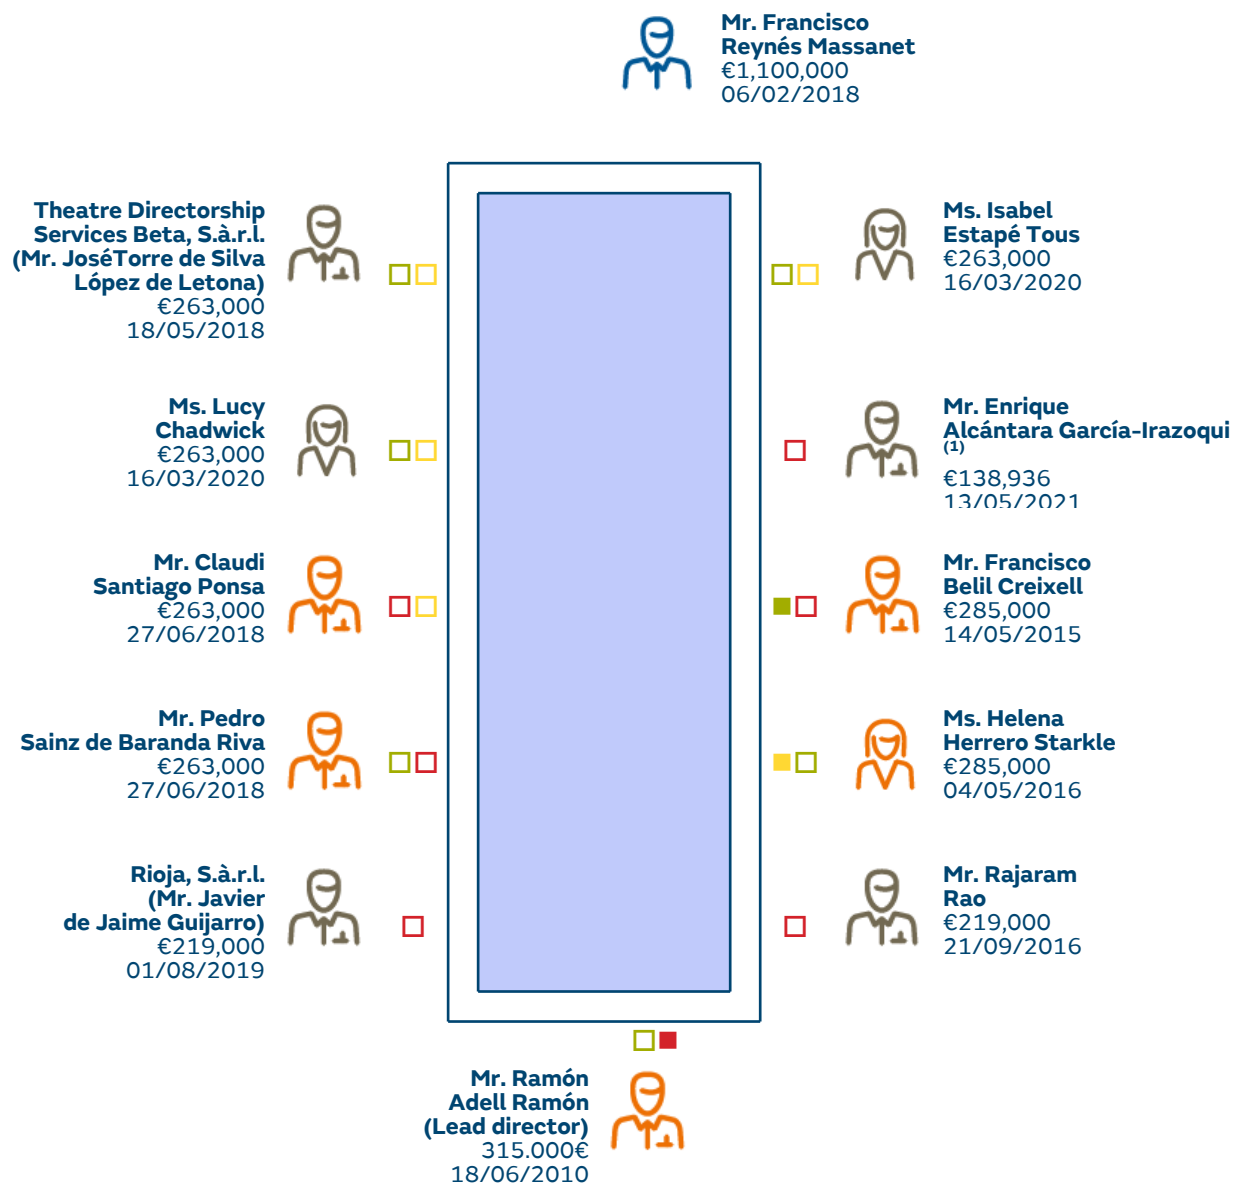 Mr. Francisco
Reynés Massanet
€1,100,000
06/02/2018
Theatre Directorship
Services Beta, S.à.r.l.
(Mr. JoséTorre de Silva
López de Letona)
€263,000
18/05/2018
Ms. Isabel
Estapé Tous
€263,000
16/03/2020
Ms. Lucy
Chadwick
€263,000
16/03/2020
Mr. Enrique
Alcántara García-Irazoqui
(1)
€138,936
13/05/2021
Mr. Claudi
Santiago Ponsa
€263,000
27/06/2018
Mr. Francisco
Belil Creixell
€285,000
14/05/2015
Mr. Pedro
Sainz de Baranda Riva
€263,000
27/06/2018
Ms. Helena
Herrero Starkle
€285,000
04/05/2016
Rioja, S.à.r.l.
(Mr. Javier
de Jaime Guijarro)
€219,000
01/08/2019
Mr. Rajaram
Rao
€219,000
21/09/2016
Mr. Ramón
Adell Ramón
(Lead director)
315.000€
18/06/2010